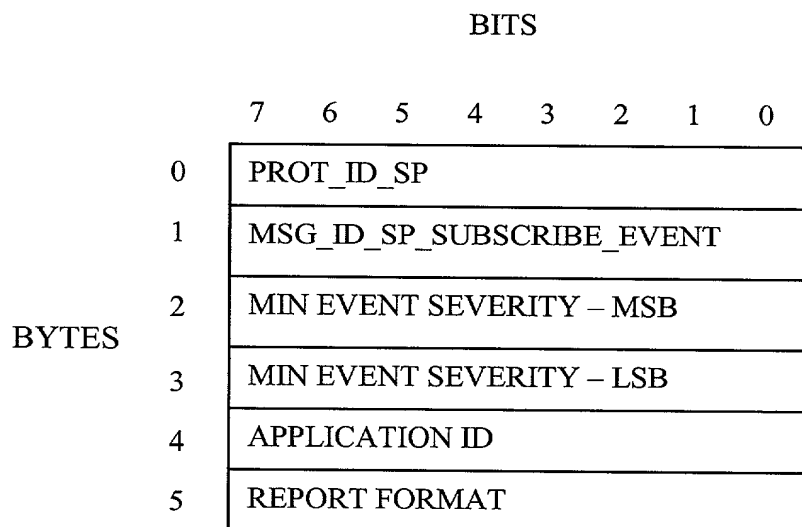 BITS
7 6 5 4 3 2 1 0
0 PROT_ID_SP
1 MSG_ID_SP_SUBSCRIBE_EVENT
2 MIN EVENT SEVERITY – MSB
BYTES
3 MIN EVENT SEVERITY – LSB
4 APPLICATION ID
5 REPORT FORMAT